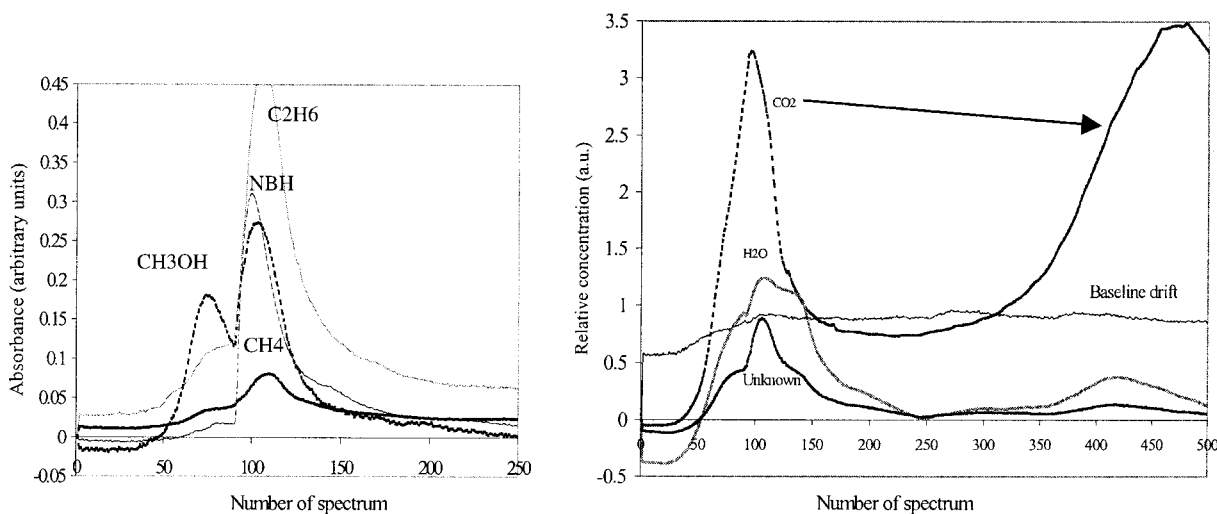 0.45
0.4
0.35
0.3
0.25
0.2
0.15
0.1
0.05
0
-0.05
Absorbance (arbitrary units)
C2H6
NBH
CH3OH
CH4
0 50 100 150 200 250
Number of spectrum
3.5
3
2.5
2
1.5
1
0.5
0
-0.5
Relative concentration (a.u.)
CO2
H2O
Baseline drift
Unknown
0 50 100 150 200 250 300 350 400 450 500
Number of spectrum